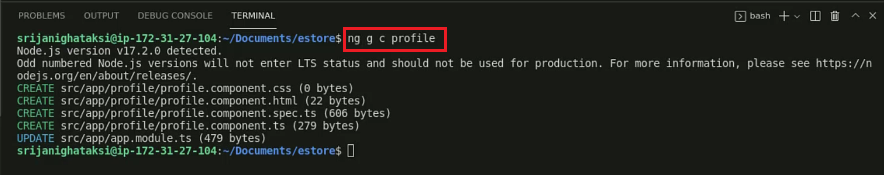 PROBLEMS OUTPUT DEBUG CONSOLE TERMINAL bash
srijanighataksi@ip-172-31-27-104:~/Documents/estore$ ng g c profile
Node.js version v17.2.0 detected.
Odd numbered Node.js versions will not enter LTS status and should not be used for production. For more information, please see https://n
odejs.org/en/about/releases/.
CREATE src/app/profile/profile.component.css (0 bytes)
CREATE src/app/profile/profile.component.html (22 bytes)
CREATE src/app/profile/profile.component.spec.ts (606 bytes)
CREATE src/app/profile/profile.component.ts (279 bytes)
UPDATE src/app/app.module.ts (479 bytes)
srijanighataksi@ip-172-31-27-104:~/Documents/estore$